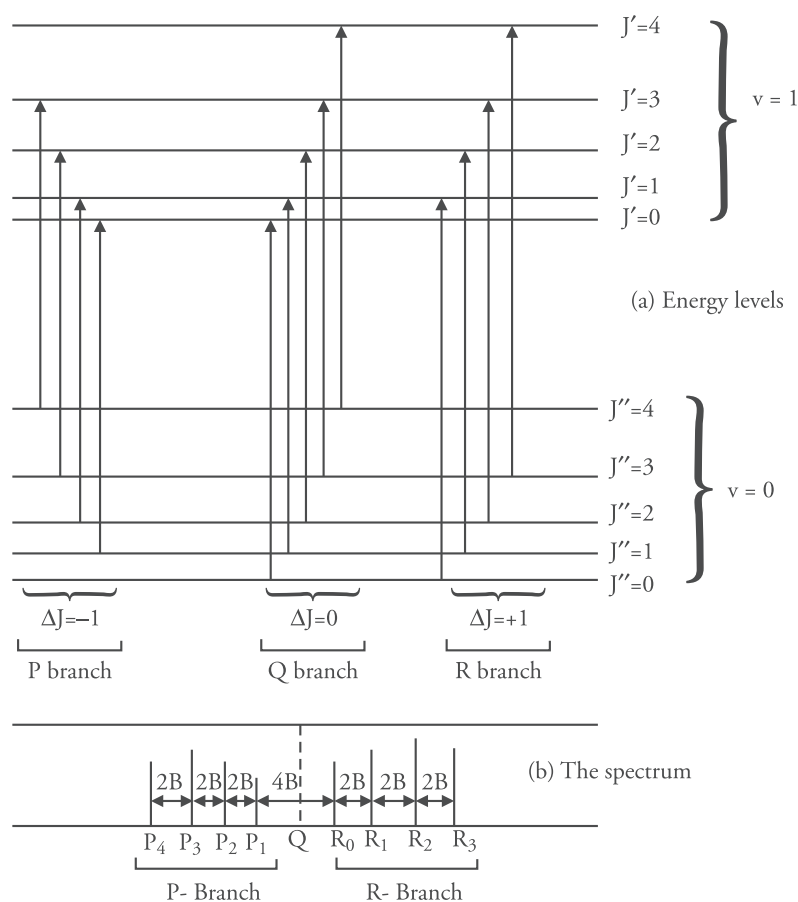 J′=4
J′=3
v = 1
J′=2
J′=1
J′=0
(a) Energy levels
J″=4
J″=3
v = 0
J″=2
J″=1
J″=0
ΔJ=−1 ΔJ=0 ΔJ=+1
P branch Q branch R branch
(b) The spectrum
2B 2B 2B 4B 2B 2B 2B
P₄ P₃ P₂ P₁ Q R₀ R₁ R₂ R₃
P- Branch R- Branch